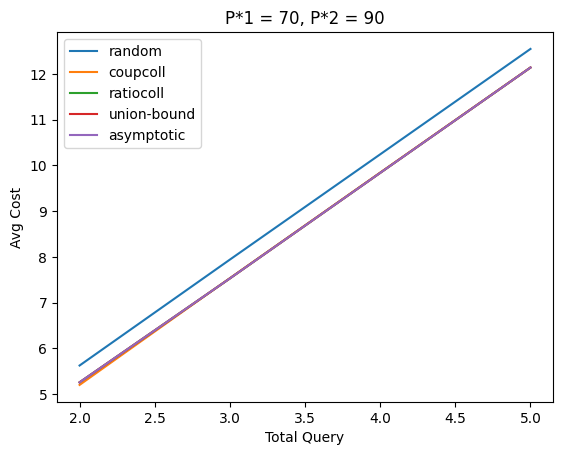 P*1 = 70, P*2 = 90
random
coupcoll
ratiocoll
union-bound
asymptotic
12
11
10
9
8
7
6
5
Avg Cost
2.0 2.5 3.0 3.5 4.0 4.5 5.0
Total Query